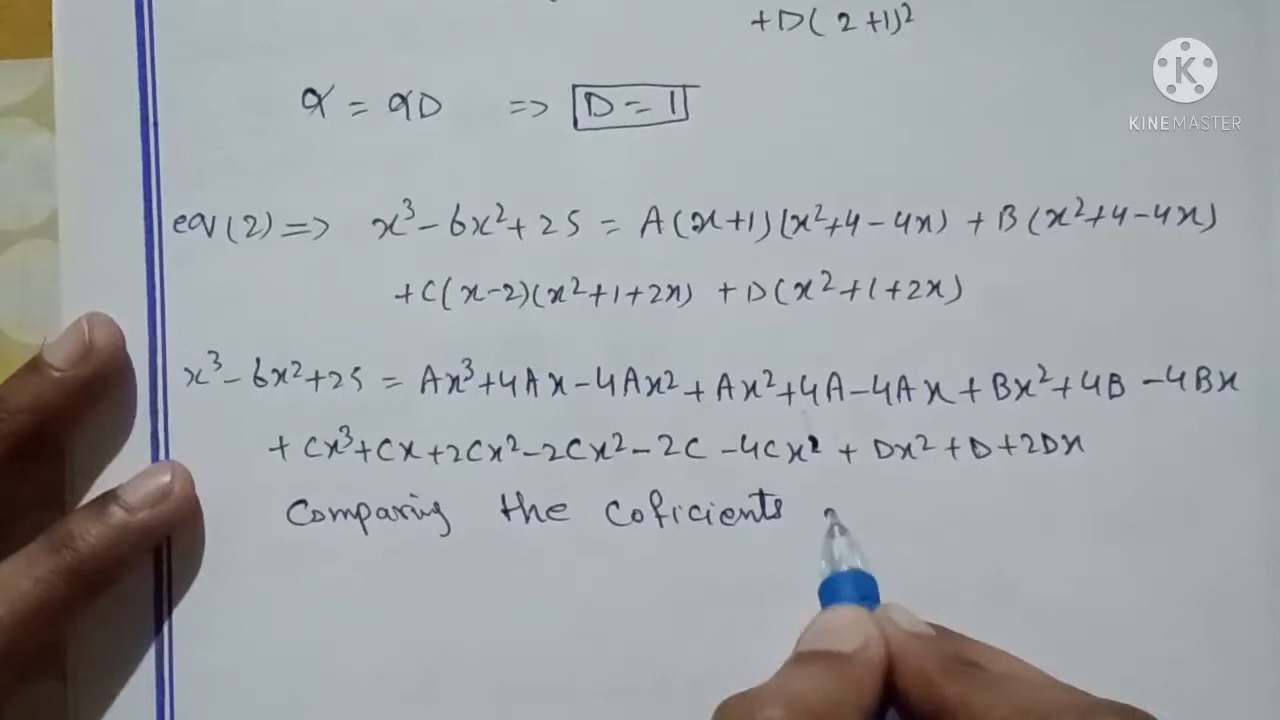 +D(2+1)²
KINEMASTER
9 = 9D => D = 1
eq(2) => x³-6x²+25 = A(x+1)(x²+4-4x) + B(x²+4-4x)
+C(x-2)(x²+1+2x) + D(x²+1+2x)
x³-6x²+25 = Ax³+4Ax-4Ax²+Ax²+4A-4Ax+Bx²+4B-4Bx
+Cx³+Cx+2Cx²-2Cx²-2C-4Cx² + Dx²+D+2Dx
Comparing the coficients